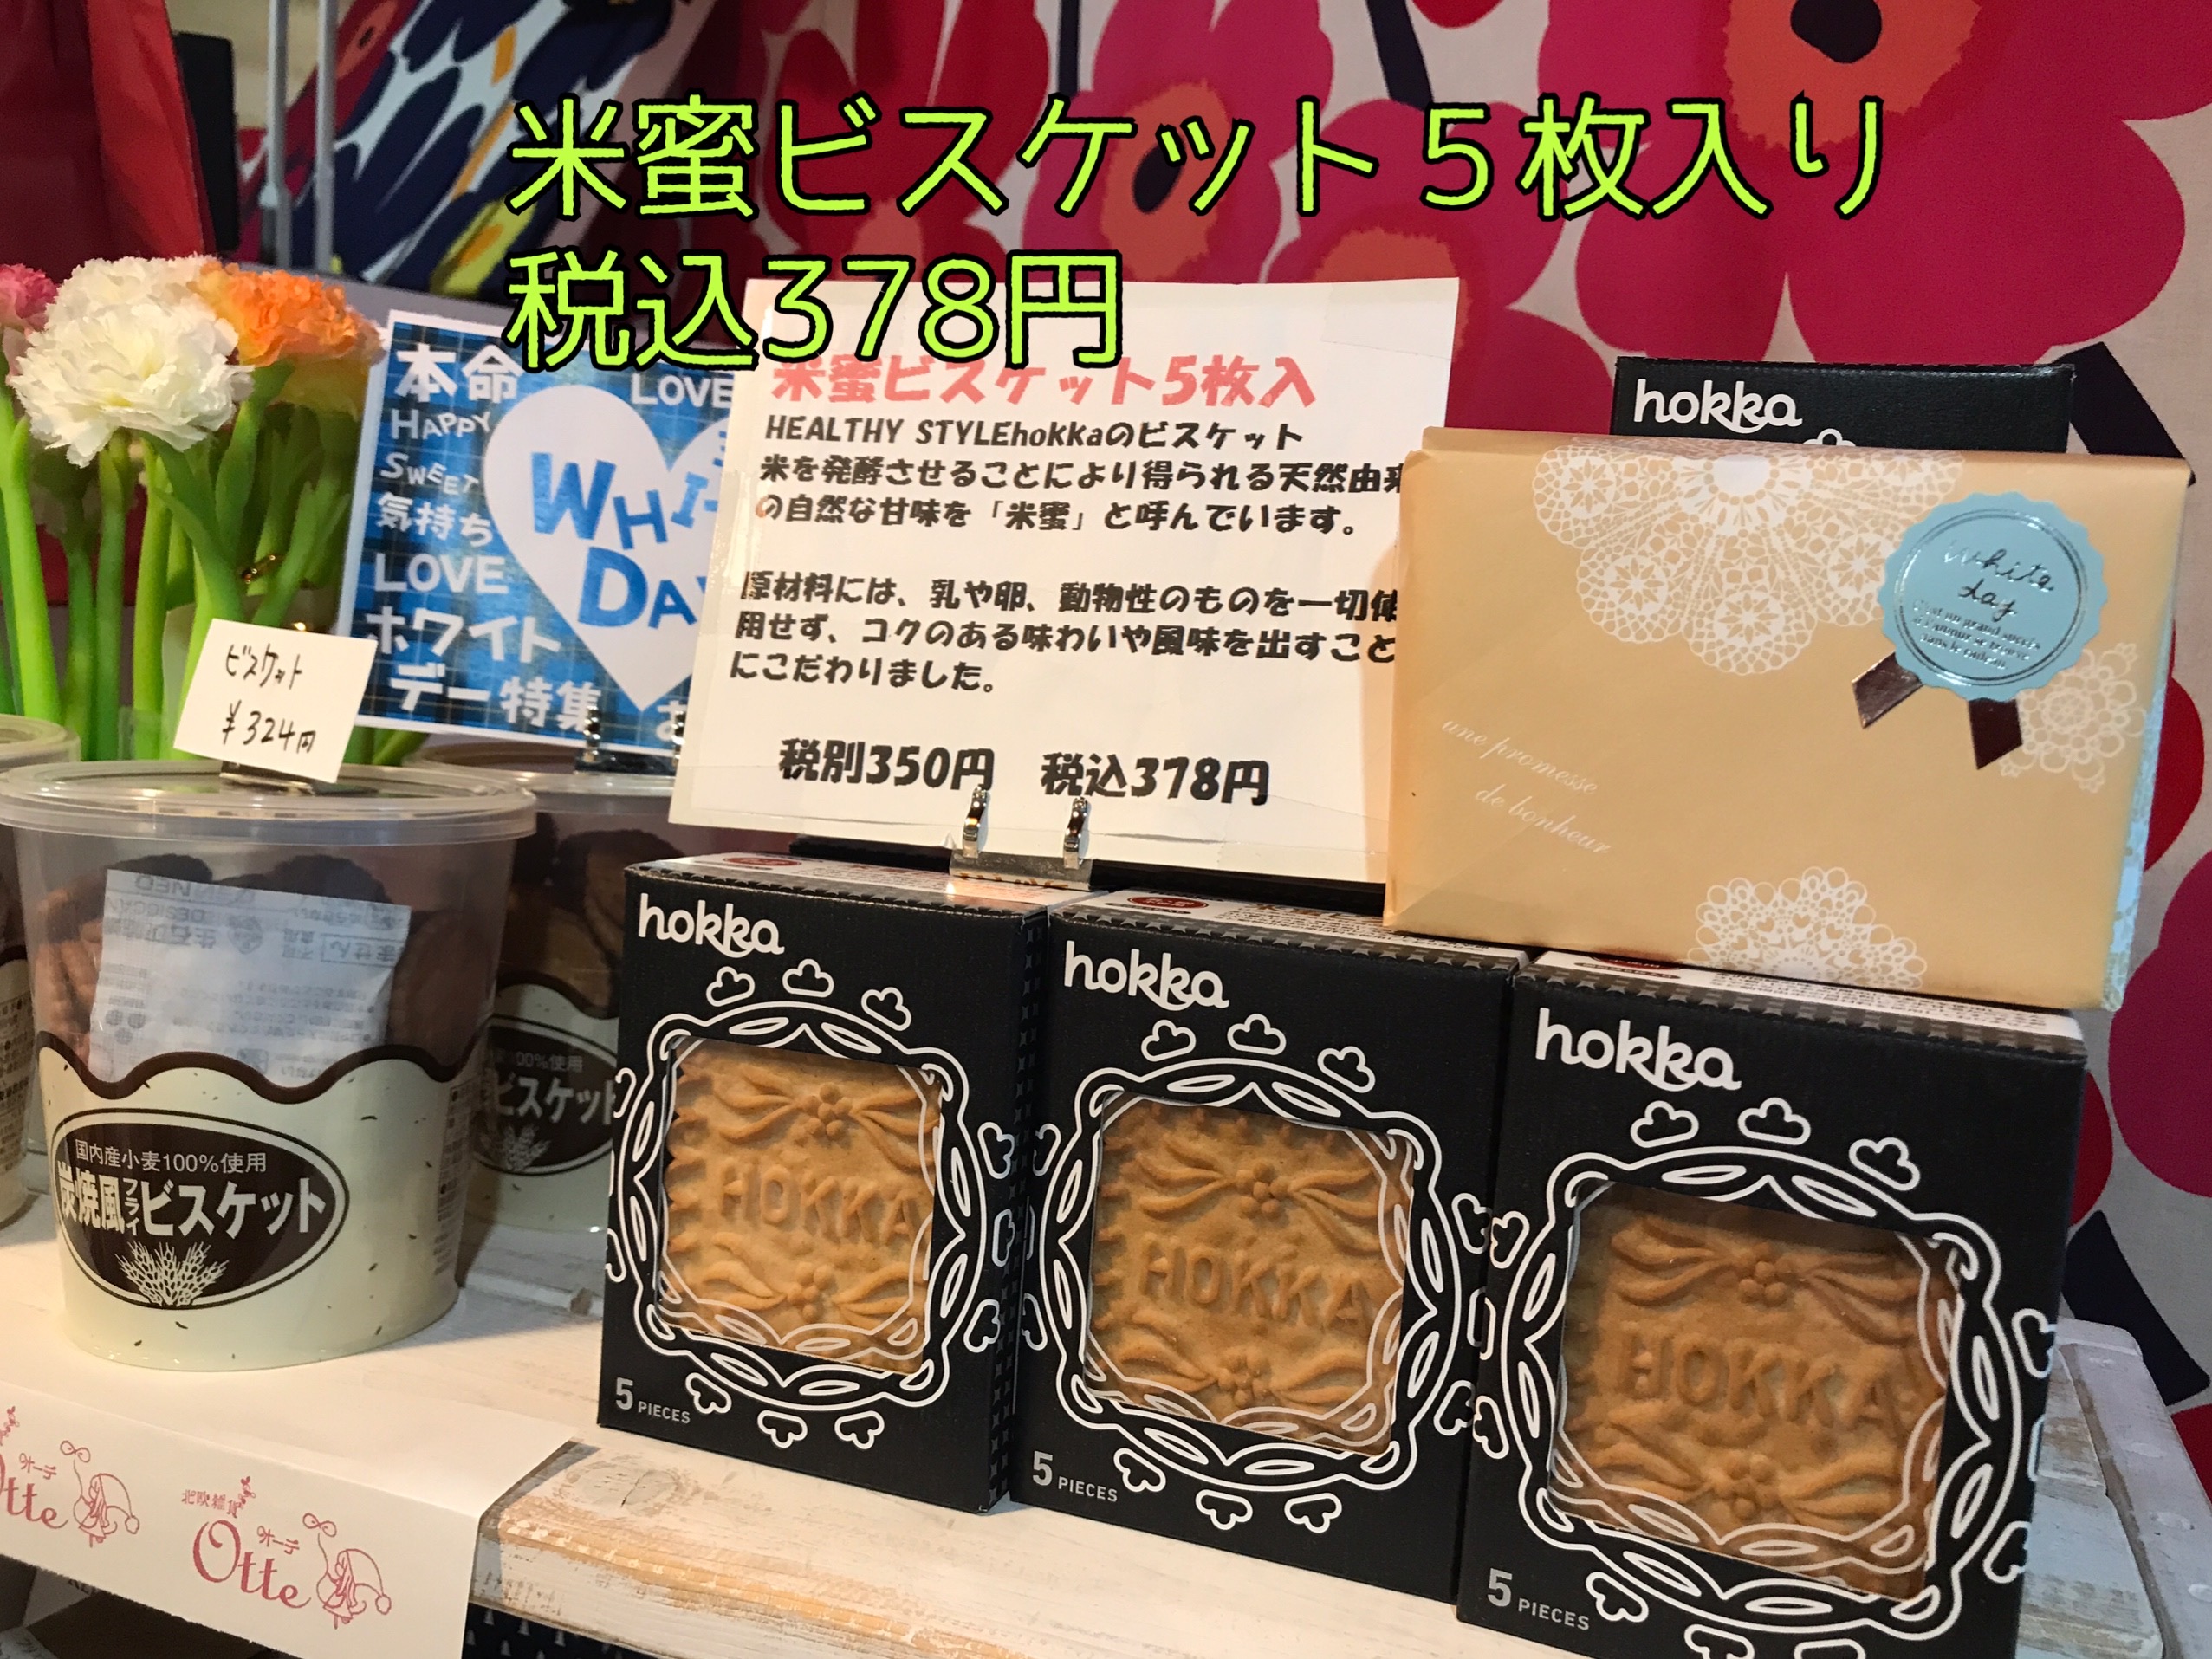 米蜜ビスケット５枚入り
税込378円
本命
HAPPY
SWEET
気持ち
LOVE
ホワイト
デー特集
LOVE
DAY
米蜜ビスケット5枚入
HEALTHY STYLEhoKKaのビスケット
米を発酵させることにより得られる天然由来
の自然な甘味を「米蜜」と呼んでいます。
原材料には、乳や卵、動物性のものを一切使
用せず、コクのある味わいや風味を出すこと
にこだわりました。
税別350円 税込378円
hokka
White
day
une promesse
de bonheur
ビスケット
¥324円
国内産小麦100%使用
炭焼風フライビスケット
100%使用
ビスケット
hokka
HOKKA
5 PIECES
hokka
HOKKA
5 PIECES
hokka
HOKKA
5 PIECES
オーテ
Otte
北欧雑貨
オーテ
Otte